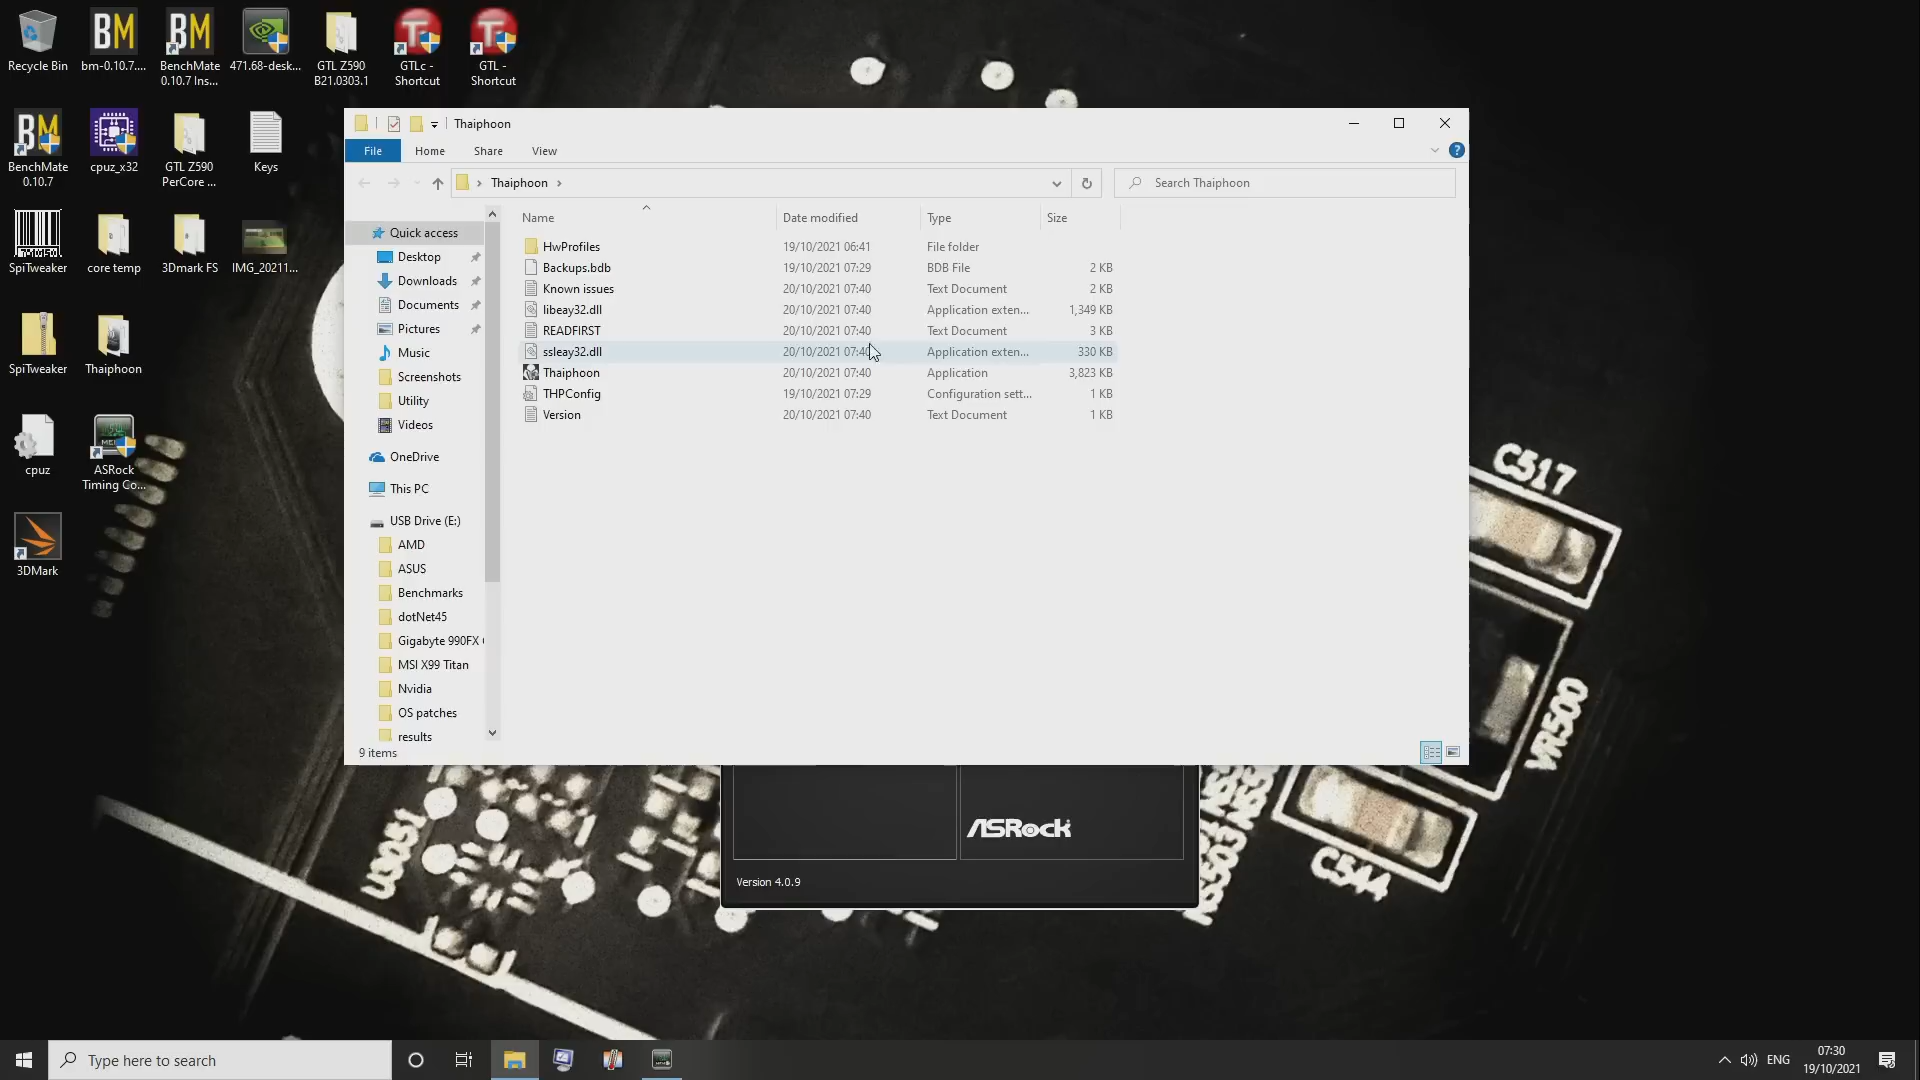 Recycle Bin
bm-0.10.7....
BenchMate
0.10.7 Ins...
471.68-desk...
GTL Z590
B21.0303.1
GTLc -
Shortcut
GTL -
Shortcut
BenchMate
0.10.7
cpuz_x32
GTL Z590
PerCore ...
Keys
SpiTweaker
core temp
3Dmark FS
IMG_20211...
SpiTweaker
Thaiphoon
cpuz
ASRock
Timing Co...
3DMark
Thaiphoon
File
Home
Share
View
Thaiphoon
Search Thaiphoon
Quick access
Desktop
Downloads
Documents
Pictures
Music
Screenshots
Utility
Videos
OneDrive
This PC
USB Drive (E:)
AMD
ASUS
Benchmarks
dotNet45
Gigabyte 990FX
MSI X99 Titan
Nvidia
OS patches
results
Name Date modified Type Size
HwProfiles 19/10/2021 06:41 File folder
Backups.bdb 19/10/2021 07:29 BDB File 2 KB
Known issues 20/10/2021 07:40 Text Document 2 KB
libeay32.dll 20/10/2021 07:40 Application exten... 1,349 KB
READFIRST 20/10/2021 07:40 Text Document 3 KB
ssleay32.dll 20/10/2021 07:40 Application exten... 330 KB
Thaiphoon 20/10/2021 07:40 Application 3,823 KB
THPConfig 19/10/2021 07:29 Configuration sett... 1 KB
Version 20/10/2021 07:40 Text Document 1 KB
9 items
C517
VR500
C544
ASRock
Version 4.0.9
Type here to search
ENG
07:30
19/10/2021